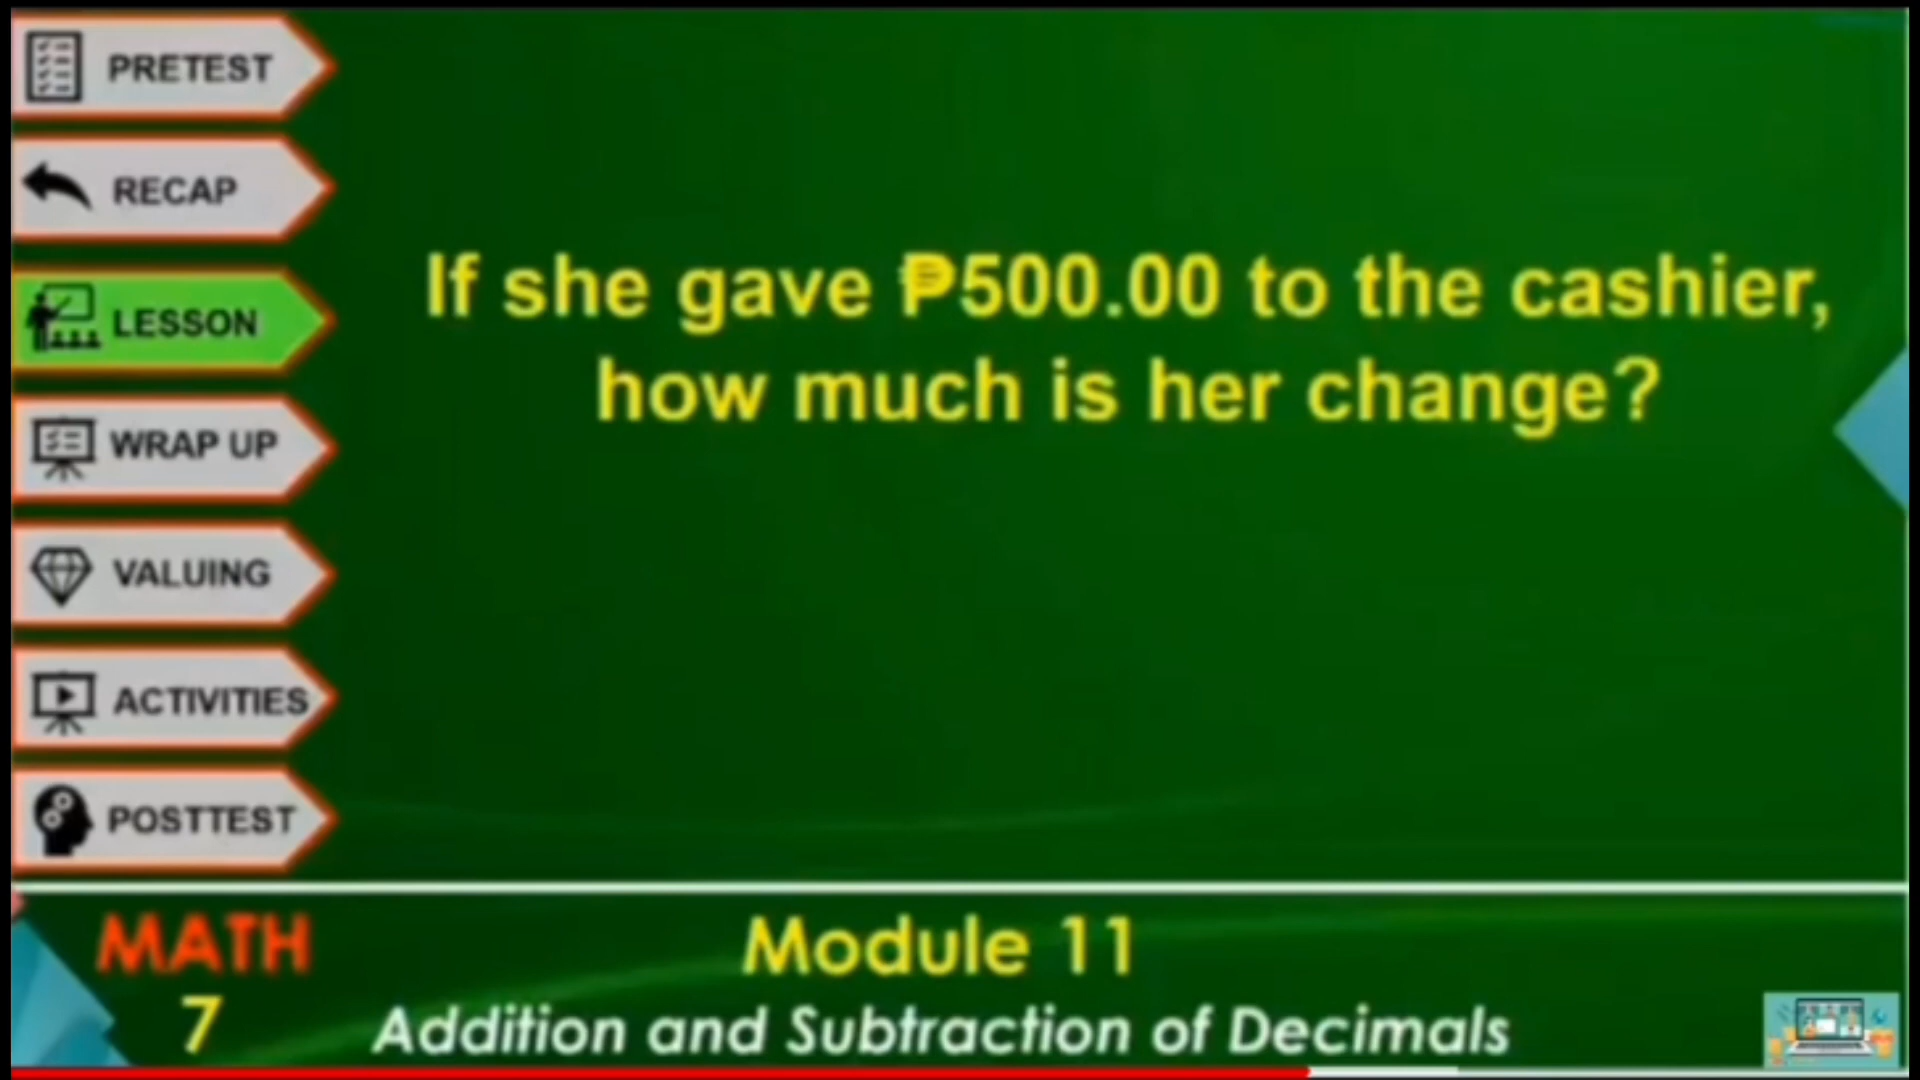 PRETEST
RECAP
LESSON
WRAP UP
VALUING
ACTIVITIES
POSTTEST
If she gave ₱500.00 to the cashier,
how much is her change?
MATH
7
Module 11
Addition and Subtraction of Decimals